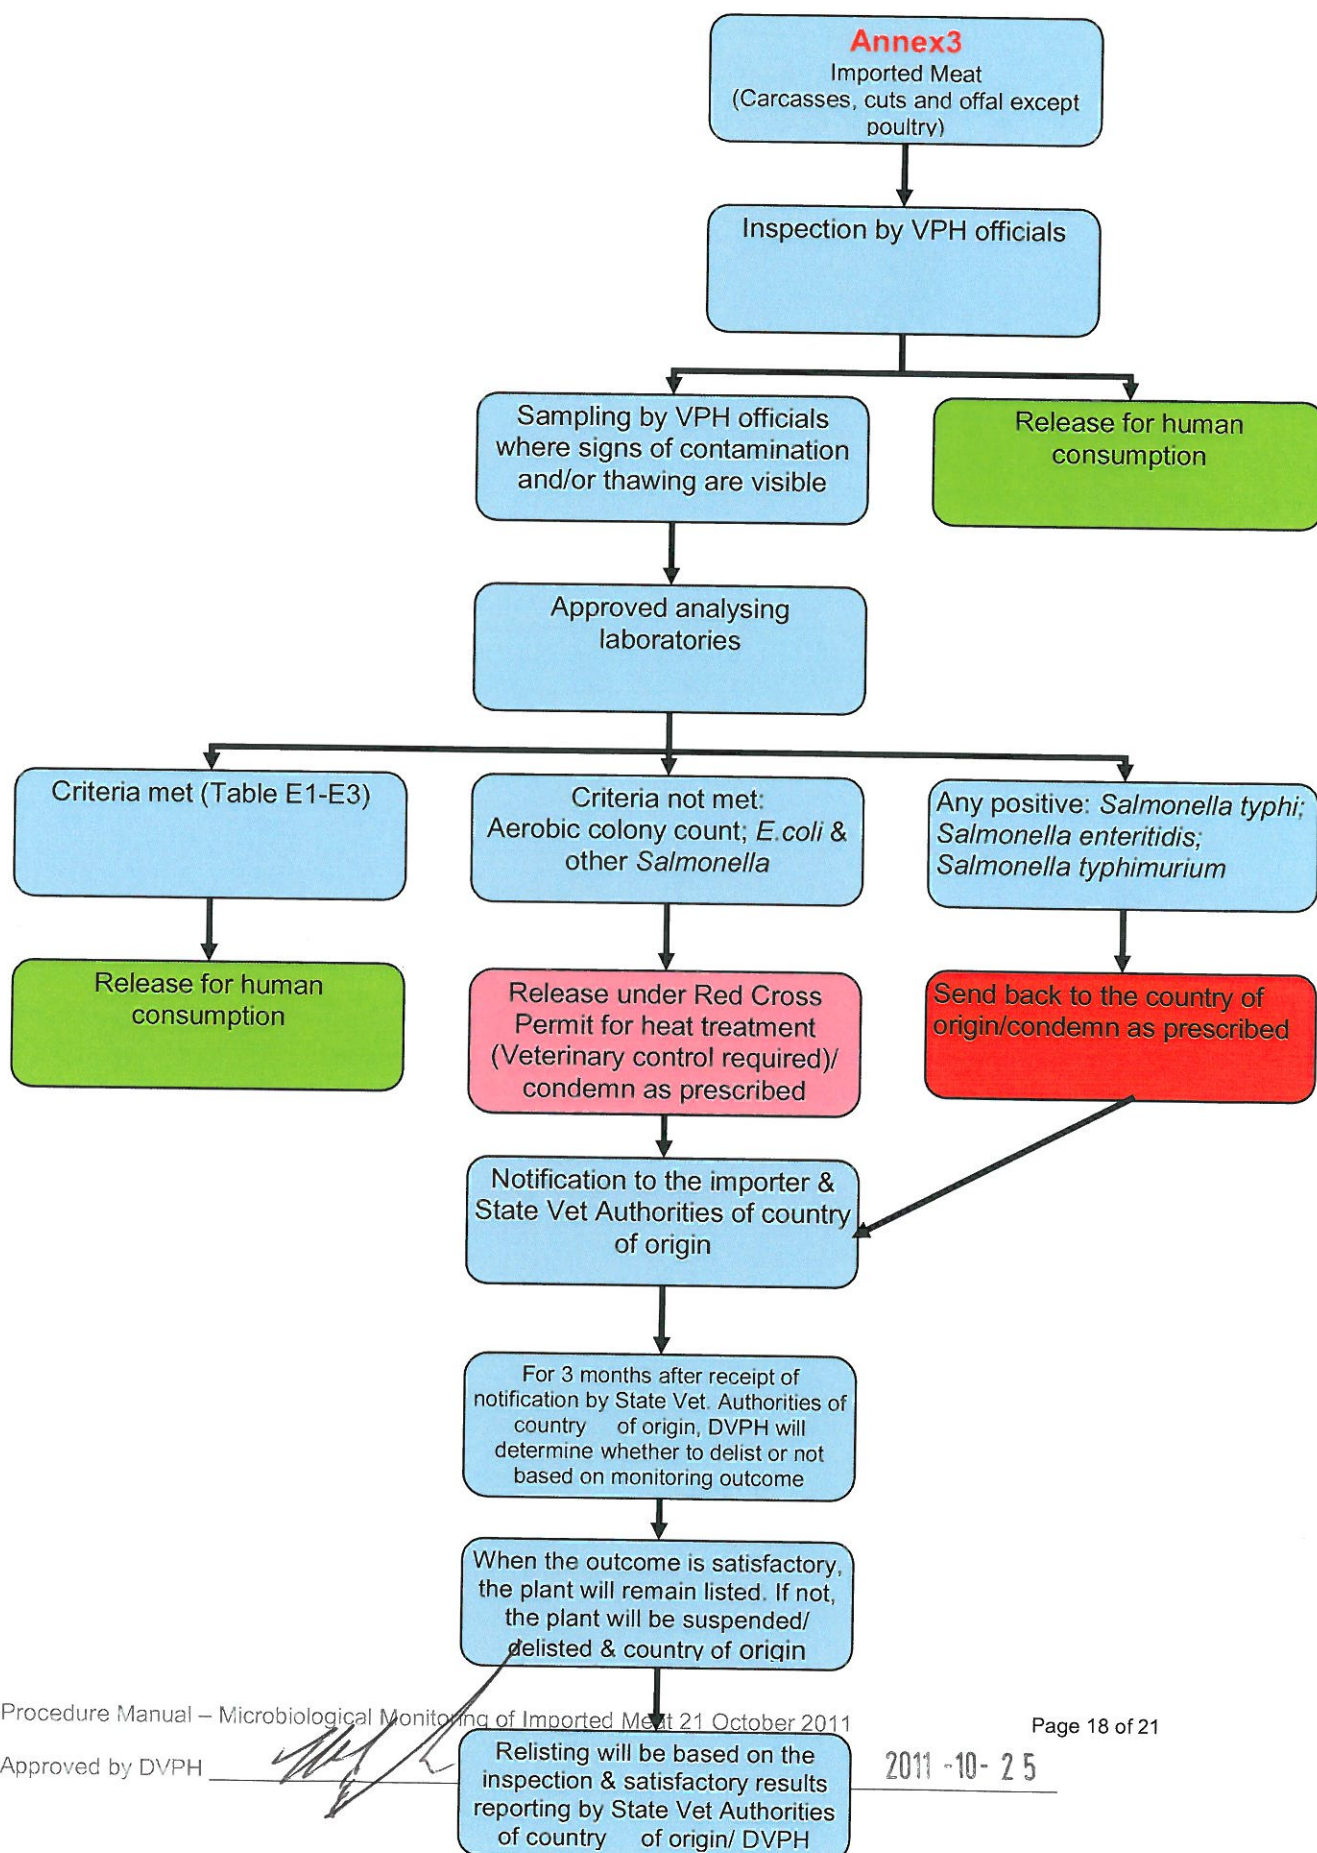 Annex3
Imported Meat
(Carcasses, cuts and offal except
poultry)
Inspection by VPH officials
Sampling by VPH officials
where signs of contamination
and/or thawing are visible
Release for human
consumption
Approved analysing
laboratories
Criteria met (Table E1-E3)
Criteria not met:
Aerobic colony count; E.coli &
other Salmonella
Any positive: Salmonella typhi;
Salmonella enteritidis;
Salmonella typhimurium
Release for human
consumption
Release under Red Cross
Permit for heat treatment
(Veterinary control required)/
condemn as prescribed
Send back to the country of
origin/condemn as prescribed
Notification to the importer &
State Vet Authorities of country
of origin
For 3 months after receipt of
notification by State Vet. Authorities of
country of origin, DVPH will
determine whether to delist or not
based on monitoring outcome
When the outcome is satisfactory,
the plant will remain listed. If not,
the plant will be suspended/
delisted & country of origin
Procedure Manual – Microbiological Monitoring of Imported Meat 21 October 2011
Page 18 of 21
Approved by DVPH
2011 -10- 25
Relisting will be based on the
inspection & satisfactory results
reporting by State Vet Authorities
of country of origin/ DVPH